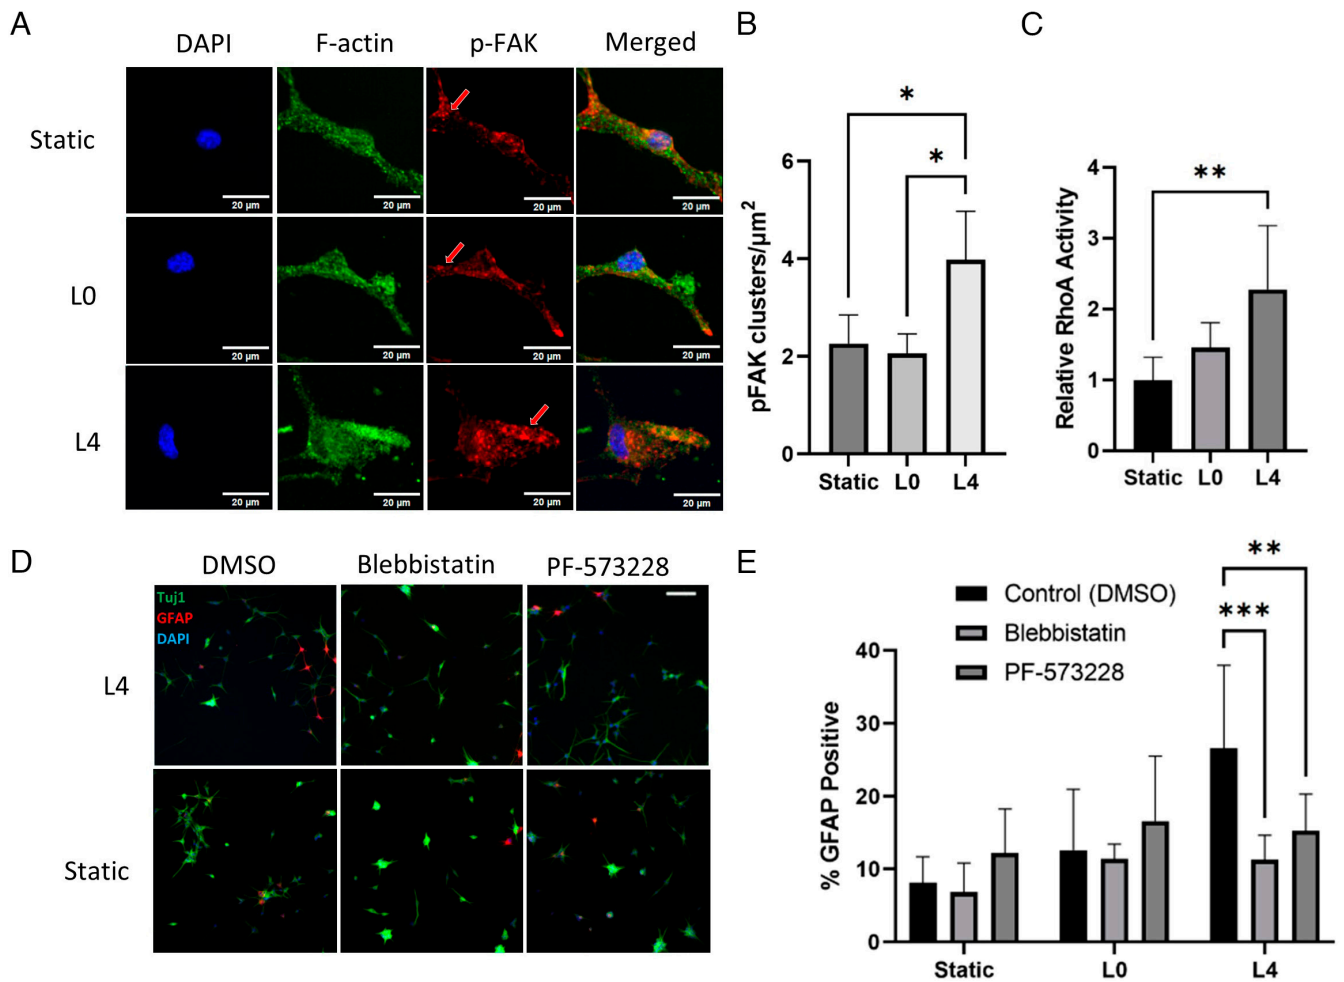 A
DAPI F-actin p-FAK Merged
Static
20 µm 20 µm 20 µm 20 µm
L0
20 µm 20 µm 20 µm 20 µm
L4
20 µm 20 µm 20 µm 20 µm
B
*
*
pFAK clusters/µm²
6
4
2
0
Static L0 L4
C
**
Relative RhoA Activity
4
3
2
1
0
Static L0 L4
D
DMSO Blebbistatin PF-573228
Tuj1
GFAP
DAPI
L4
Static
E
**
***
Control (DMSO)
Blebbistatin
PF-573228
% GFAP Positive
40
30
20
10
0
Static L0 L4